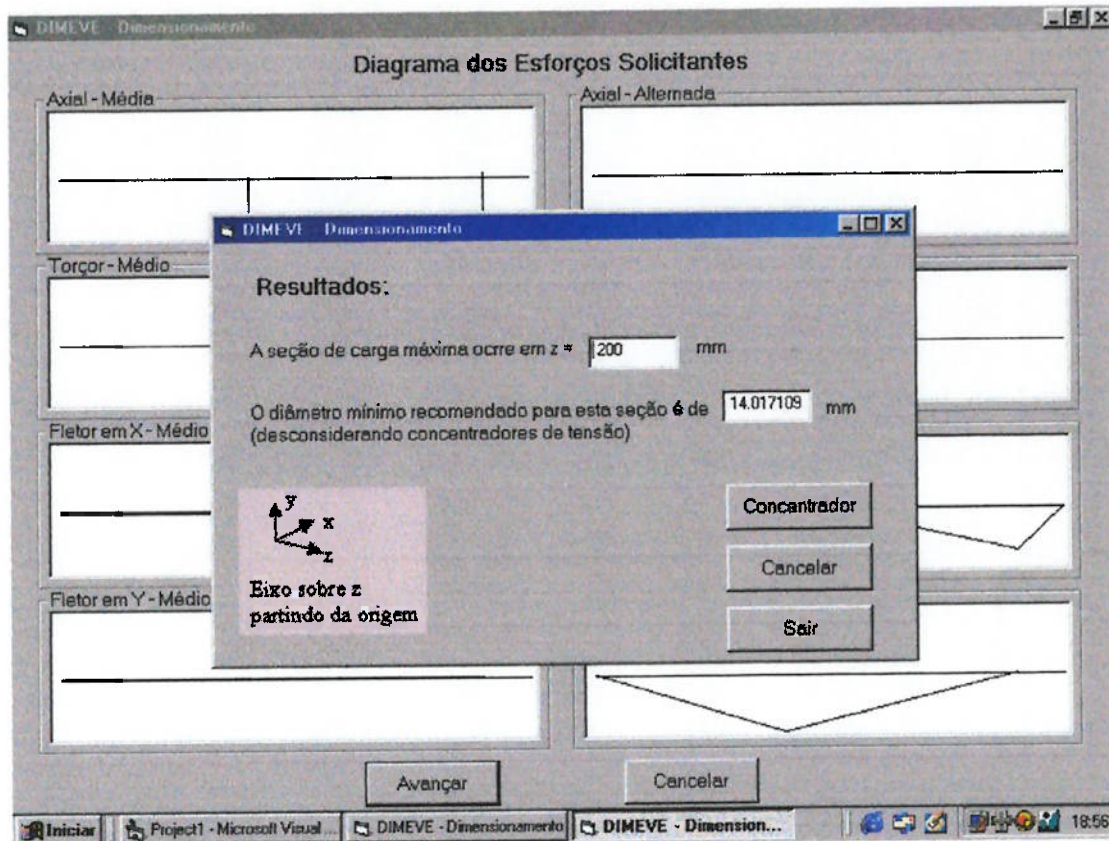 DIMEVE - Dimensionamento
Diagrama dos Esforços Solicitantes
Axial - Média
Axial - Alternada
Torçor - Médio
Fletor em X - Médio
Fletor em Y - Médio
DIMEVE - Dimensionamento
Resultados:
A seção de carga máxima ocrre em z = 200 mm
O diâmetro mínimo recomendado para esta seção é de 14.017109 mm
(desconsiderando concentradores de tensão)
y
x
z
Eixo sobre z
partindo da origem
Concantrador
Cancelar
Sair
Avançar
Cancelar
Iniciar
Project1 - Microsoft Visual ...
DIMEVE - Dimensionamento
DIMEVE - Dimension...
18:56